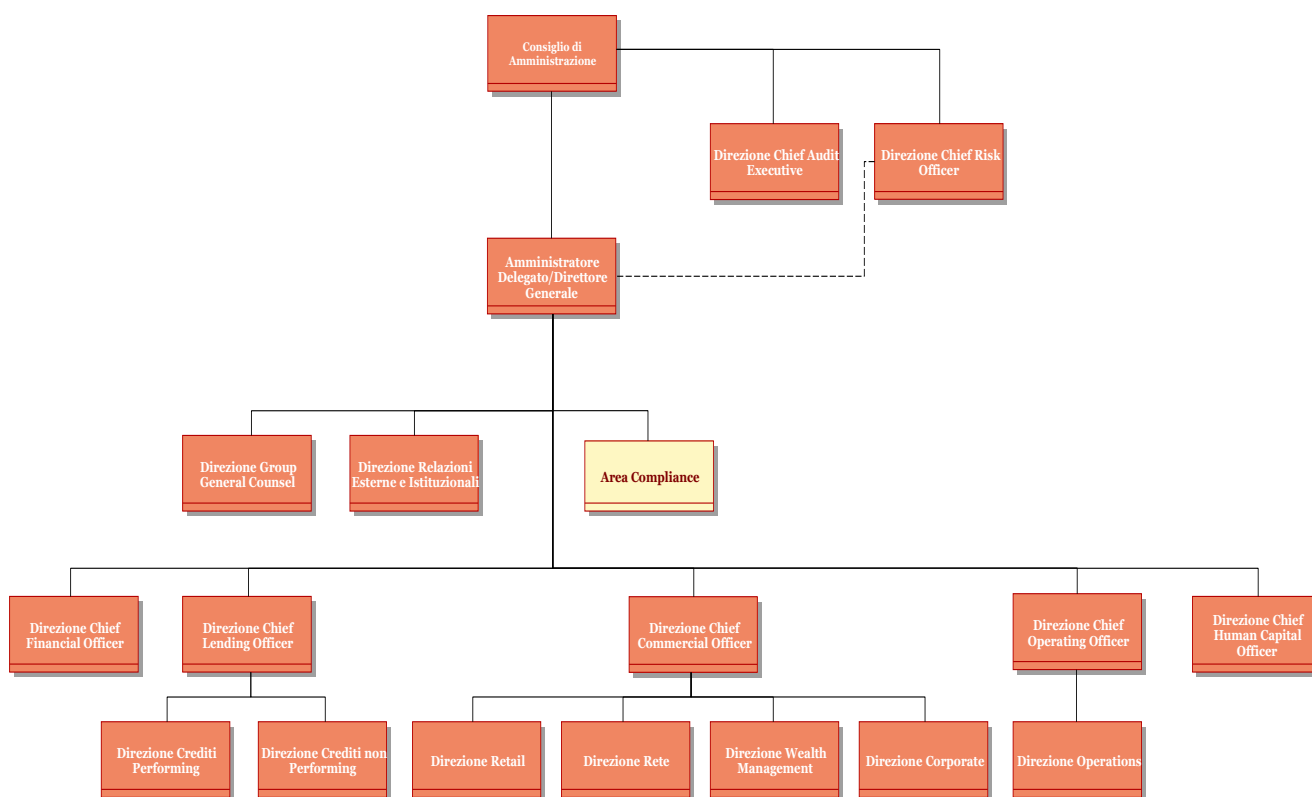 Consiglio di
Amministrazione
Direzione Chief Audit
Executive
Direzione Chief Risk
Officer
Amministratore
Delegato/Direttore
Generale
Direzione Group
General Counsel
Direzione Relazioni
Esterne e Istituzionali
Area Compliance
Direzione Chief
Financial Officer
Direzione Chief
Lending Officer
Direzione Chief
Commercial Officer
Direzione Chief
Operating Officer
Direzione Chief
Human Capital
Officer
Direzione Crediti
Performing
Direzione Crediti non
Performing
Direzione Retail
Direzione Rete
Direzione Wealth
Management
Direzione Corporate
Direzione Operations